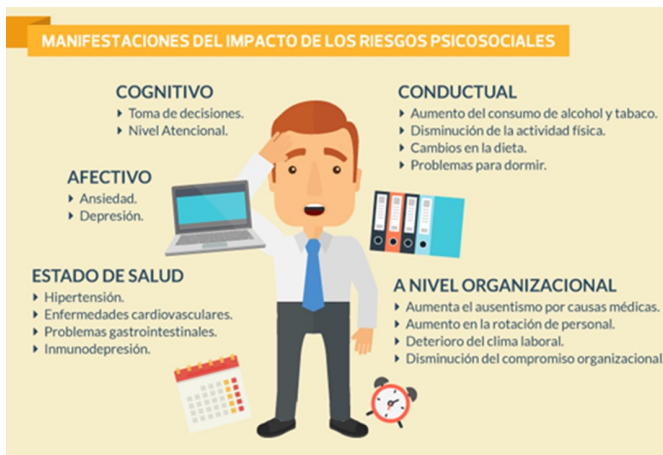 MANIFESTACIONES DEL IMPACTO DE LOS RIESGOS PSICOSOCIALES
COGNITIVO
Toma de decisiones.
Nivel Atencional.
AFECTIVO
Ansiedad.
Depresión.
ESTADO DE SALUD
Hipertensión.
Enfermedades cardiovasculares.
Problemas gastrointestinales.
Inmunodepresión.
CONDUCTUAL
Aumento del consumo de alcohol y tabaco.
Disminución de la actividad física.
Cambios en la dieta.
Problemas para dormir.
A NIVEL ORGANIZACIONAL
Aumenta el ausentismo por causas médicas.
Aumento en la rotación de personal.
Deterioro del clima laboral.
Disminución del compromiso organizacional